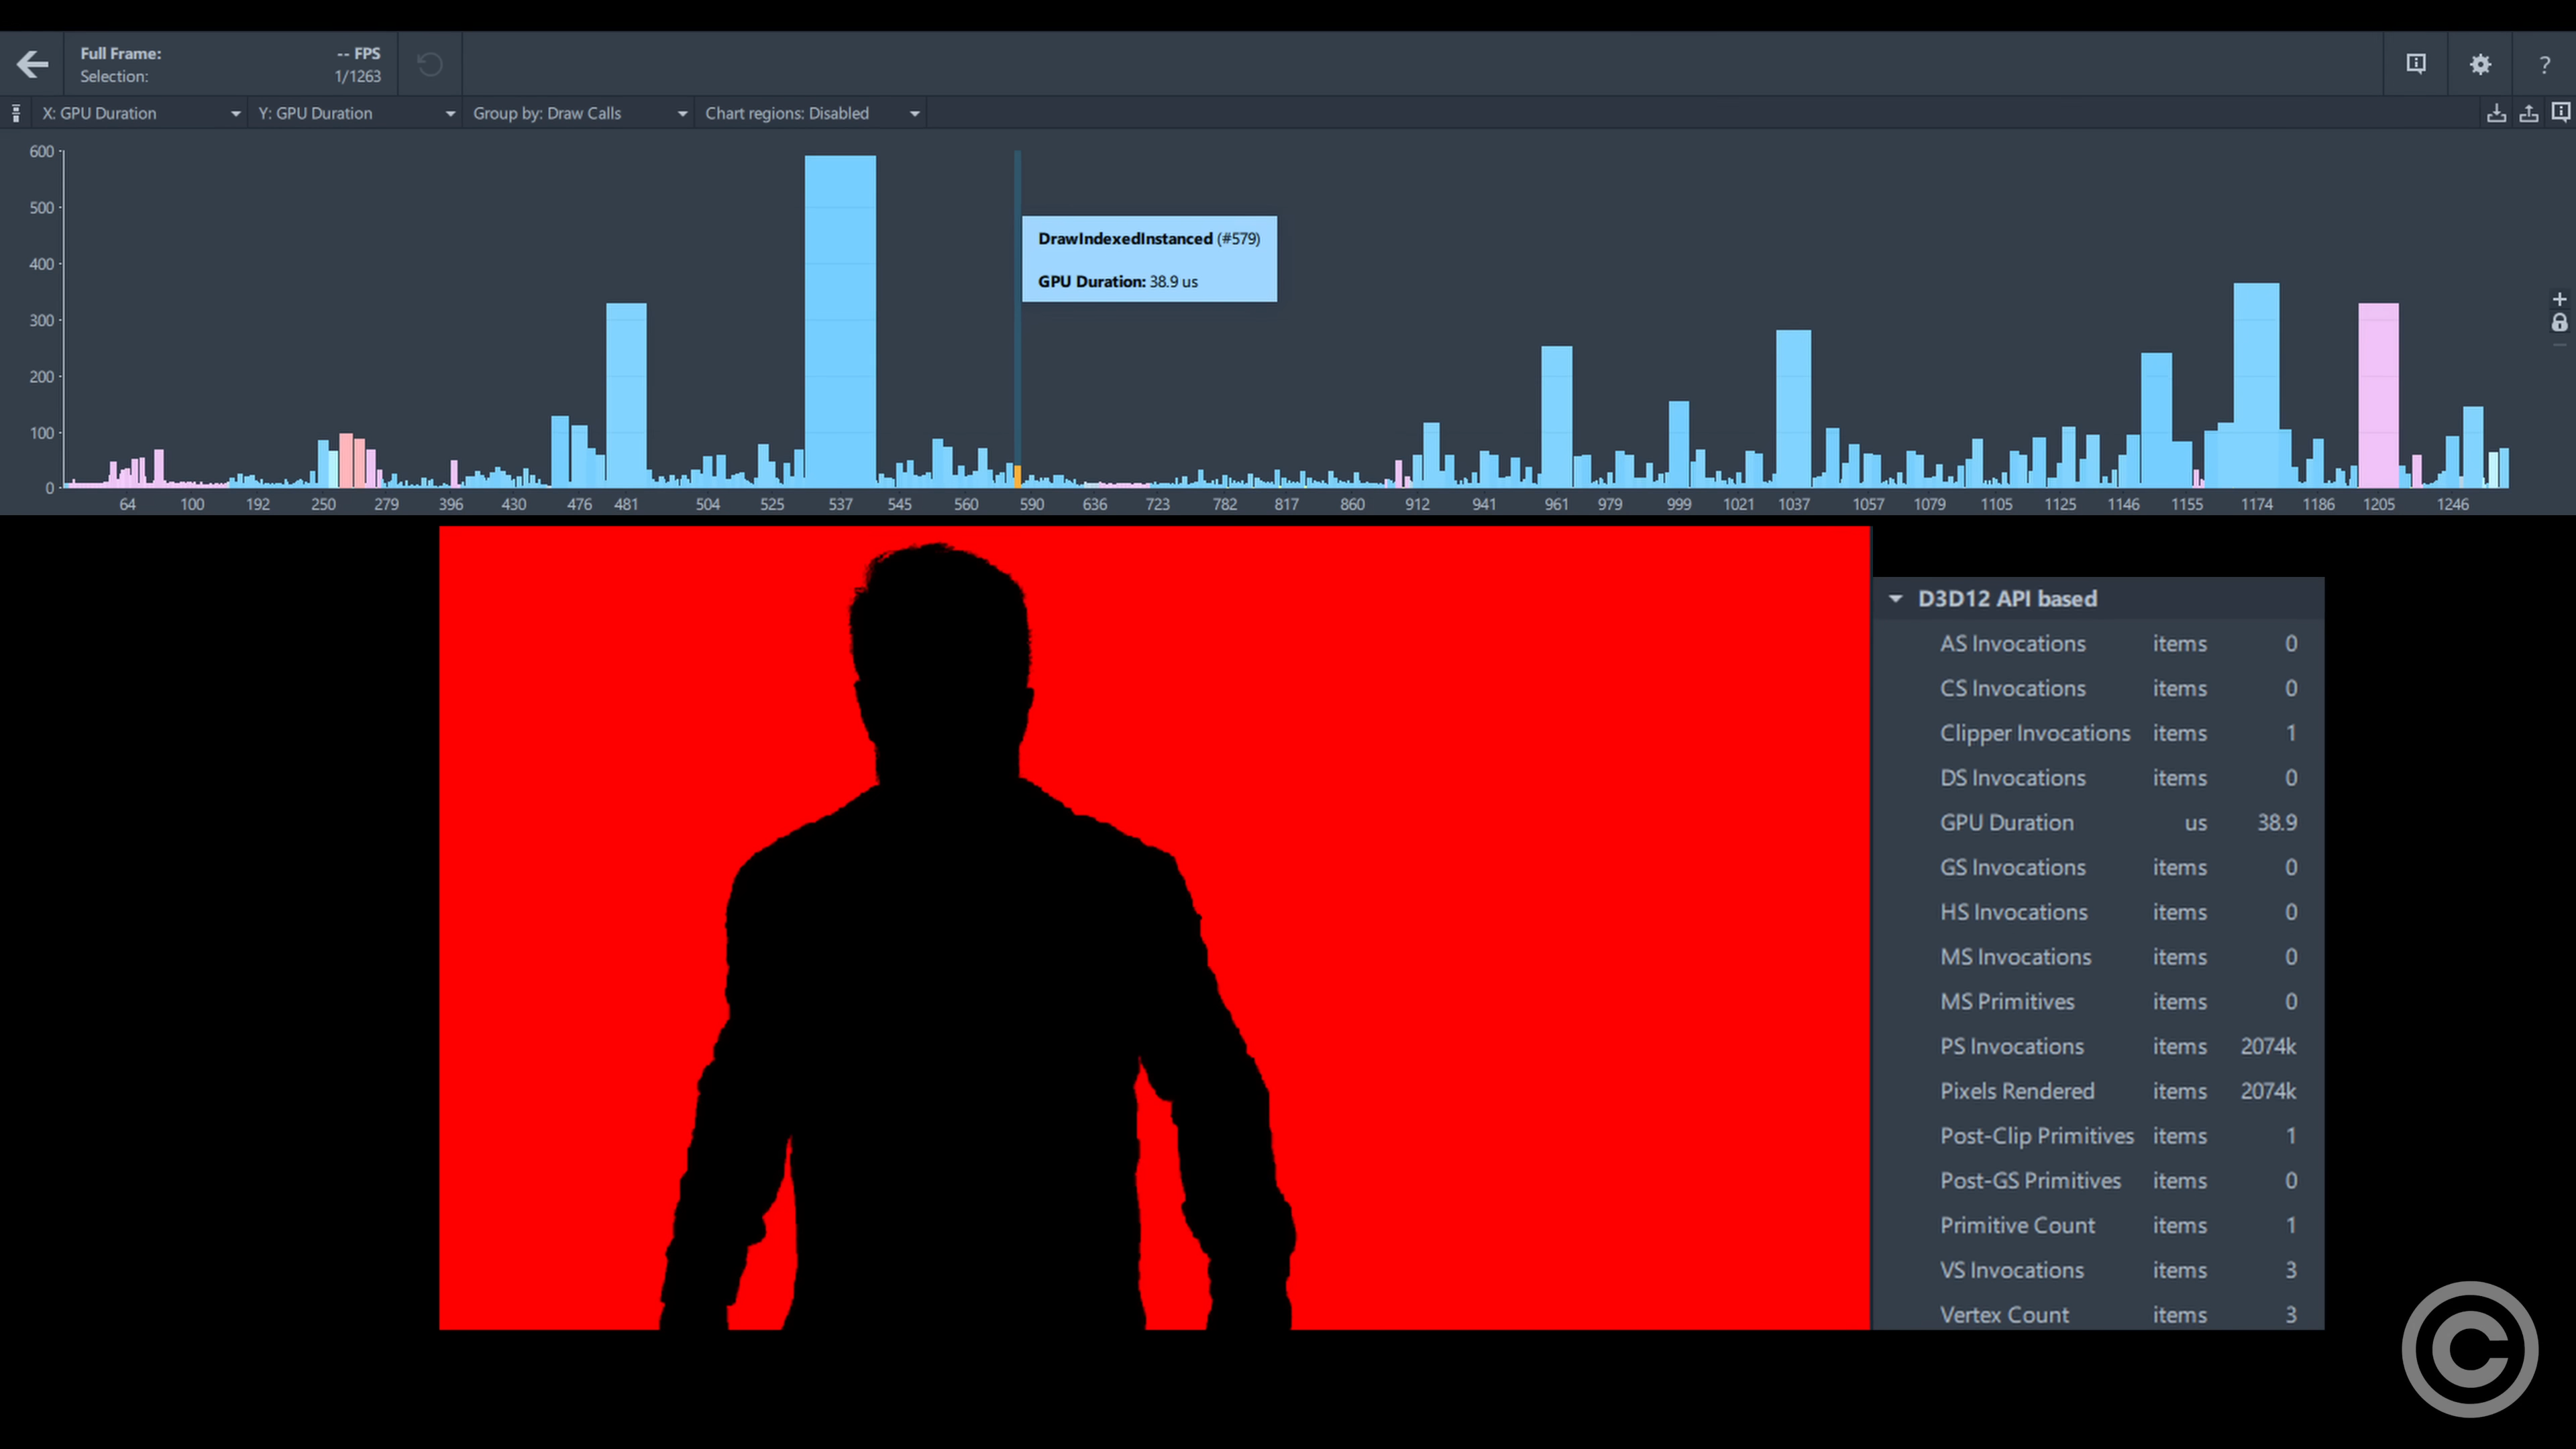 Full Frame: -- FPS
Selection: 1/1263
X: GPU Duration Y: GPU Duration Group by: Draw Calls Chart regions: Disabled
600
500
400
300
200
100
0
DrawIndexedInstanced (#579)
GPU Duration: 38.9 us
64 100 192 250 279 396 430 476 481 504 525 537 545 560 590 636 723 782 817 860 912 941 961 979 999 1021 1037 1057 1079 1105 1125 1146 1155 1174 1186 1205 1246
D3D12 API based
AS Invocations items 0
CS Invocations items 0
Clipper Invocations items 1
DS Invocations items 0
GPU Duration us 38.9
GS Invocations items 0
HS Invocations items 0
MS Invocations items 0
MS Primitives items 0
PS Invocations items 2074k
Pixels Rendered items 2074k
Post-Clip Primitives items 1
Post-GS Primitives items 0
Primitive Count items 1
VS Invocations items 3
Vertex Count items 3